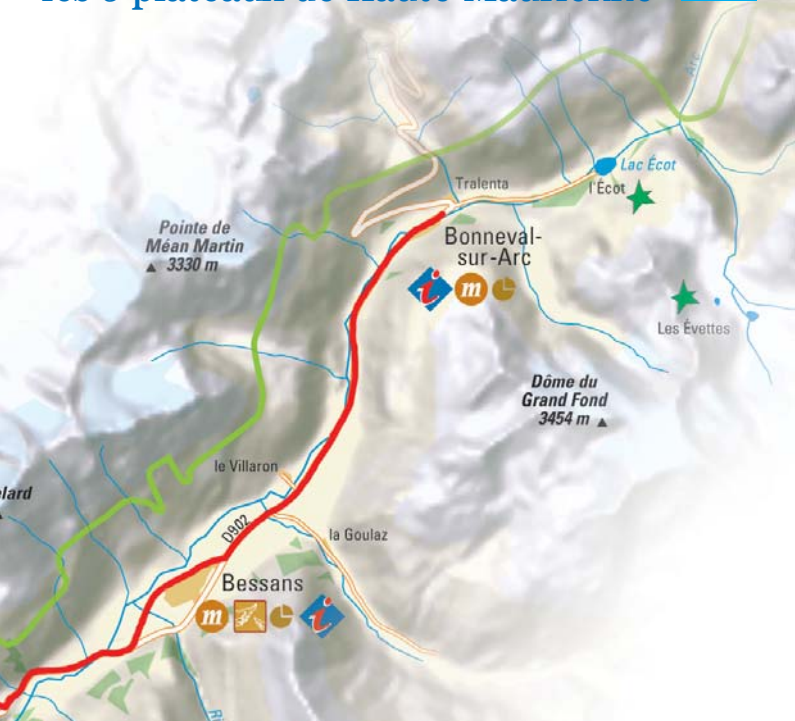 Arc
Lac Écot
Tralenta
l'Écot
Pointe de
Méan Martin
3330 m
Bonneval-
sur-Arc
i m
Les Évettes
Dôme du
Grand Fond
3454 m
le Villaron
elard
D902
la Goulaz
Bessans
m i